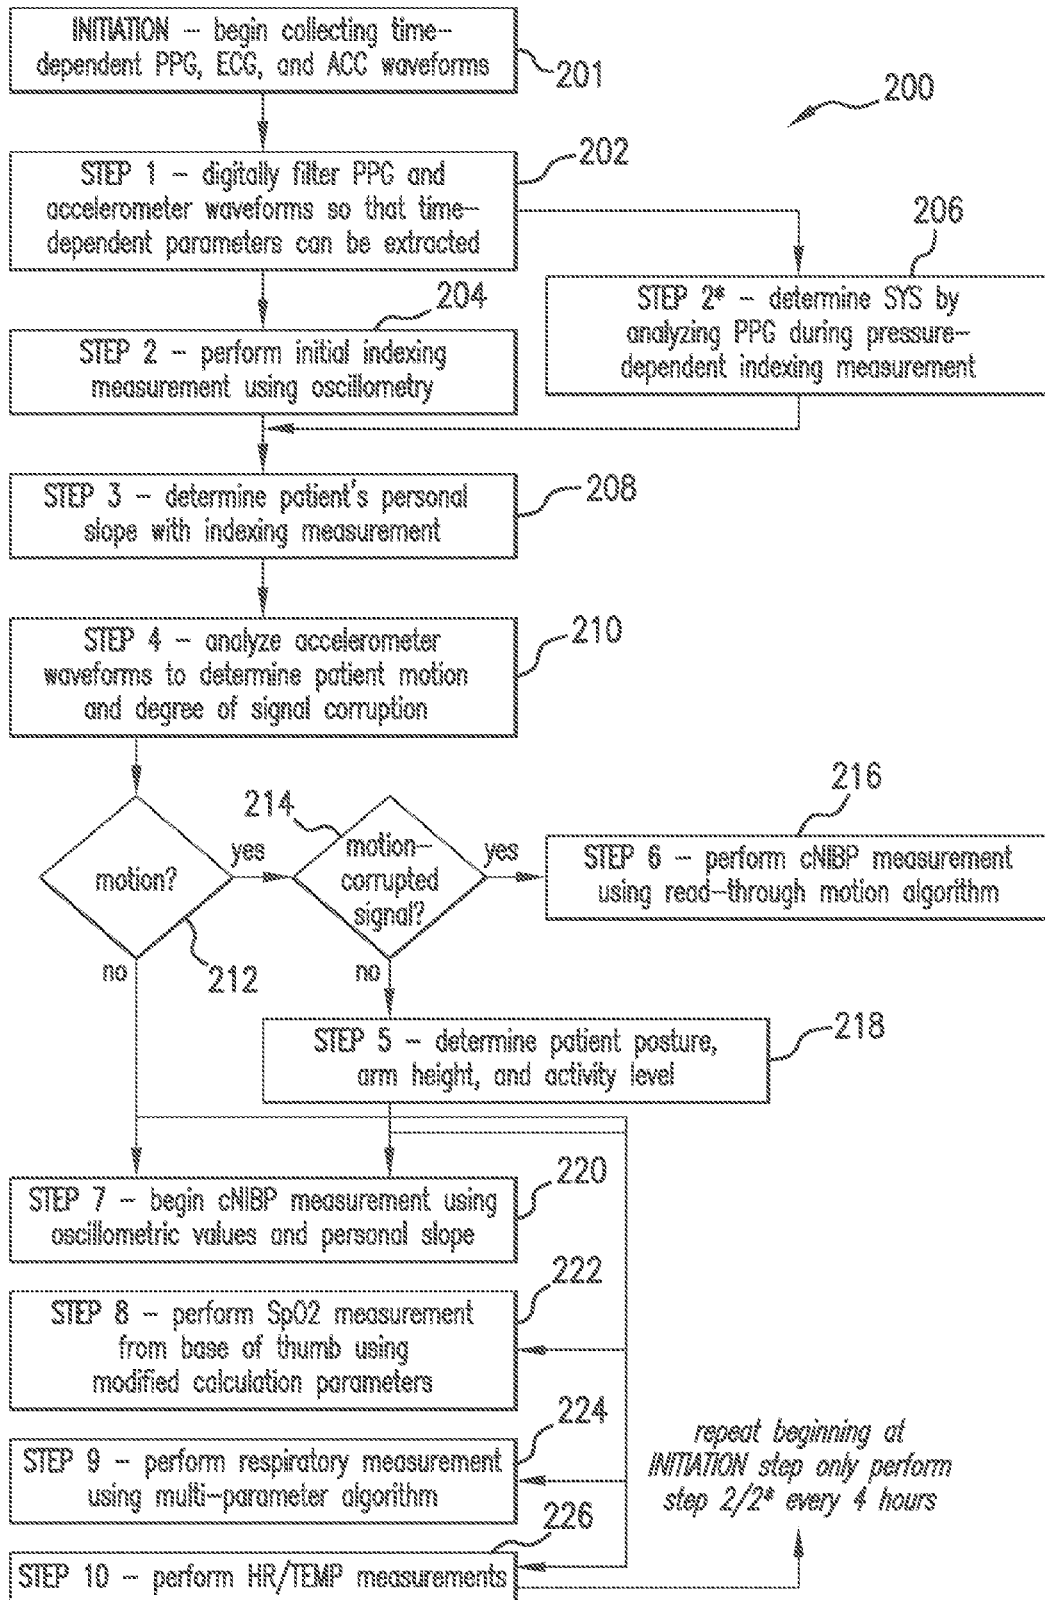 INITIATION – begin collecting time–
dependent PPG, ECG, and ACC waveforms
201
200
STEP 1 – digitally filter PPG and
accelerometer waveforms so that time–
dependent parameters can be extracted
202
206
204
STEP 2* – determine SYS by
analyzing PPG during pressure–
dependent indexing measurement
STEP 2 – perform initial indexing
measurement using oscillometry
STEP 3 – determine patient's personal
slope with indexing measurement
208
STEP 4 – analyze accelerometer
waveforms to determine patient motion
and degree of signal corruption
210
motion?
212
yes
no
214
motion–
corrupted
signal?
yes
no
216
STEP 6 – perform cNIBP measurement
using read–through motion algorithm
STEP 5 – determine patient posture,
arm height, and activity level
218
STEP 7 – begin cNIBP measurement using
oscillometric values and personal slope
220
222
STEP 8 – perform SpO2 measurement
from base of thumb using
modified calculation parameters
224
STEP 9 – perform respiratory measurement
using multi–parameter algorithm
226
STEP 10 – perform HR/TEMP measurements
repeat beginning at
INITIATION step only perform
step 2/2* every 4 hours